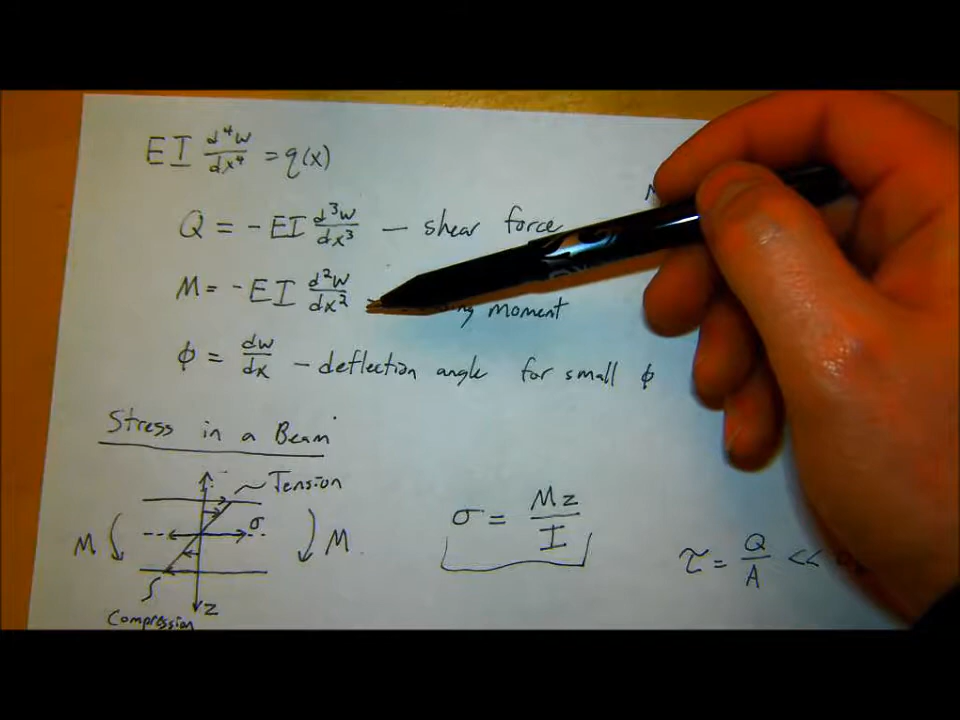 EI d⁴w/dx⁴ = q(x)
Q = -EI d³w/dx³ — shear force
M = -EI d²w/dx² moment
ϕ = dw/dx - deflection angle for small ϕ
Stress in a Beam
Tension
σ
M M
z
Compression
σ = Mz/I
τ = Q/A <<